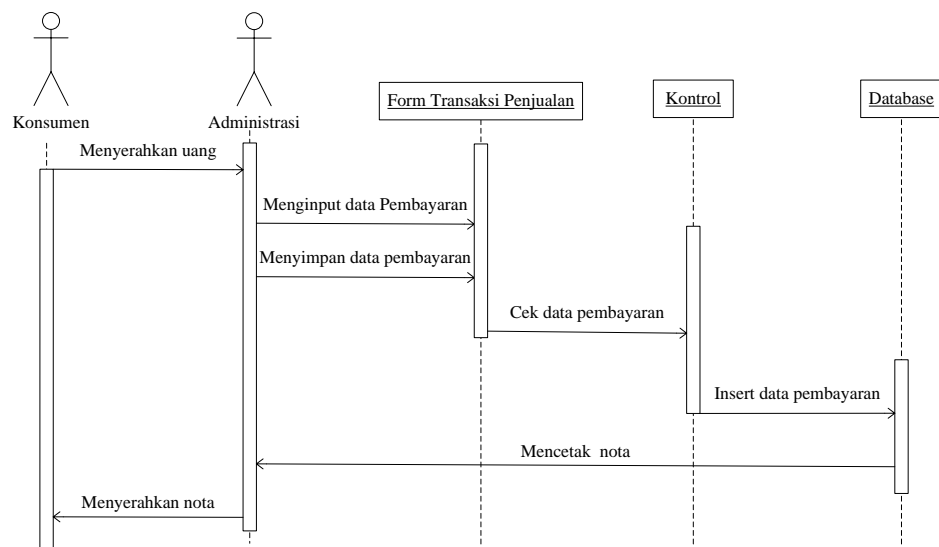 Konsumen
Administrasi
Form Transaksi Penjualan
Kontrol
Database
Menyerahkan uang
Menginput data Pembayaran
Menyimpan data pembayaran
Cek data pembayaran
Insert data pembayaran
Mencetak nota
Menyerahkan nota